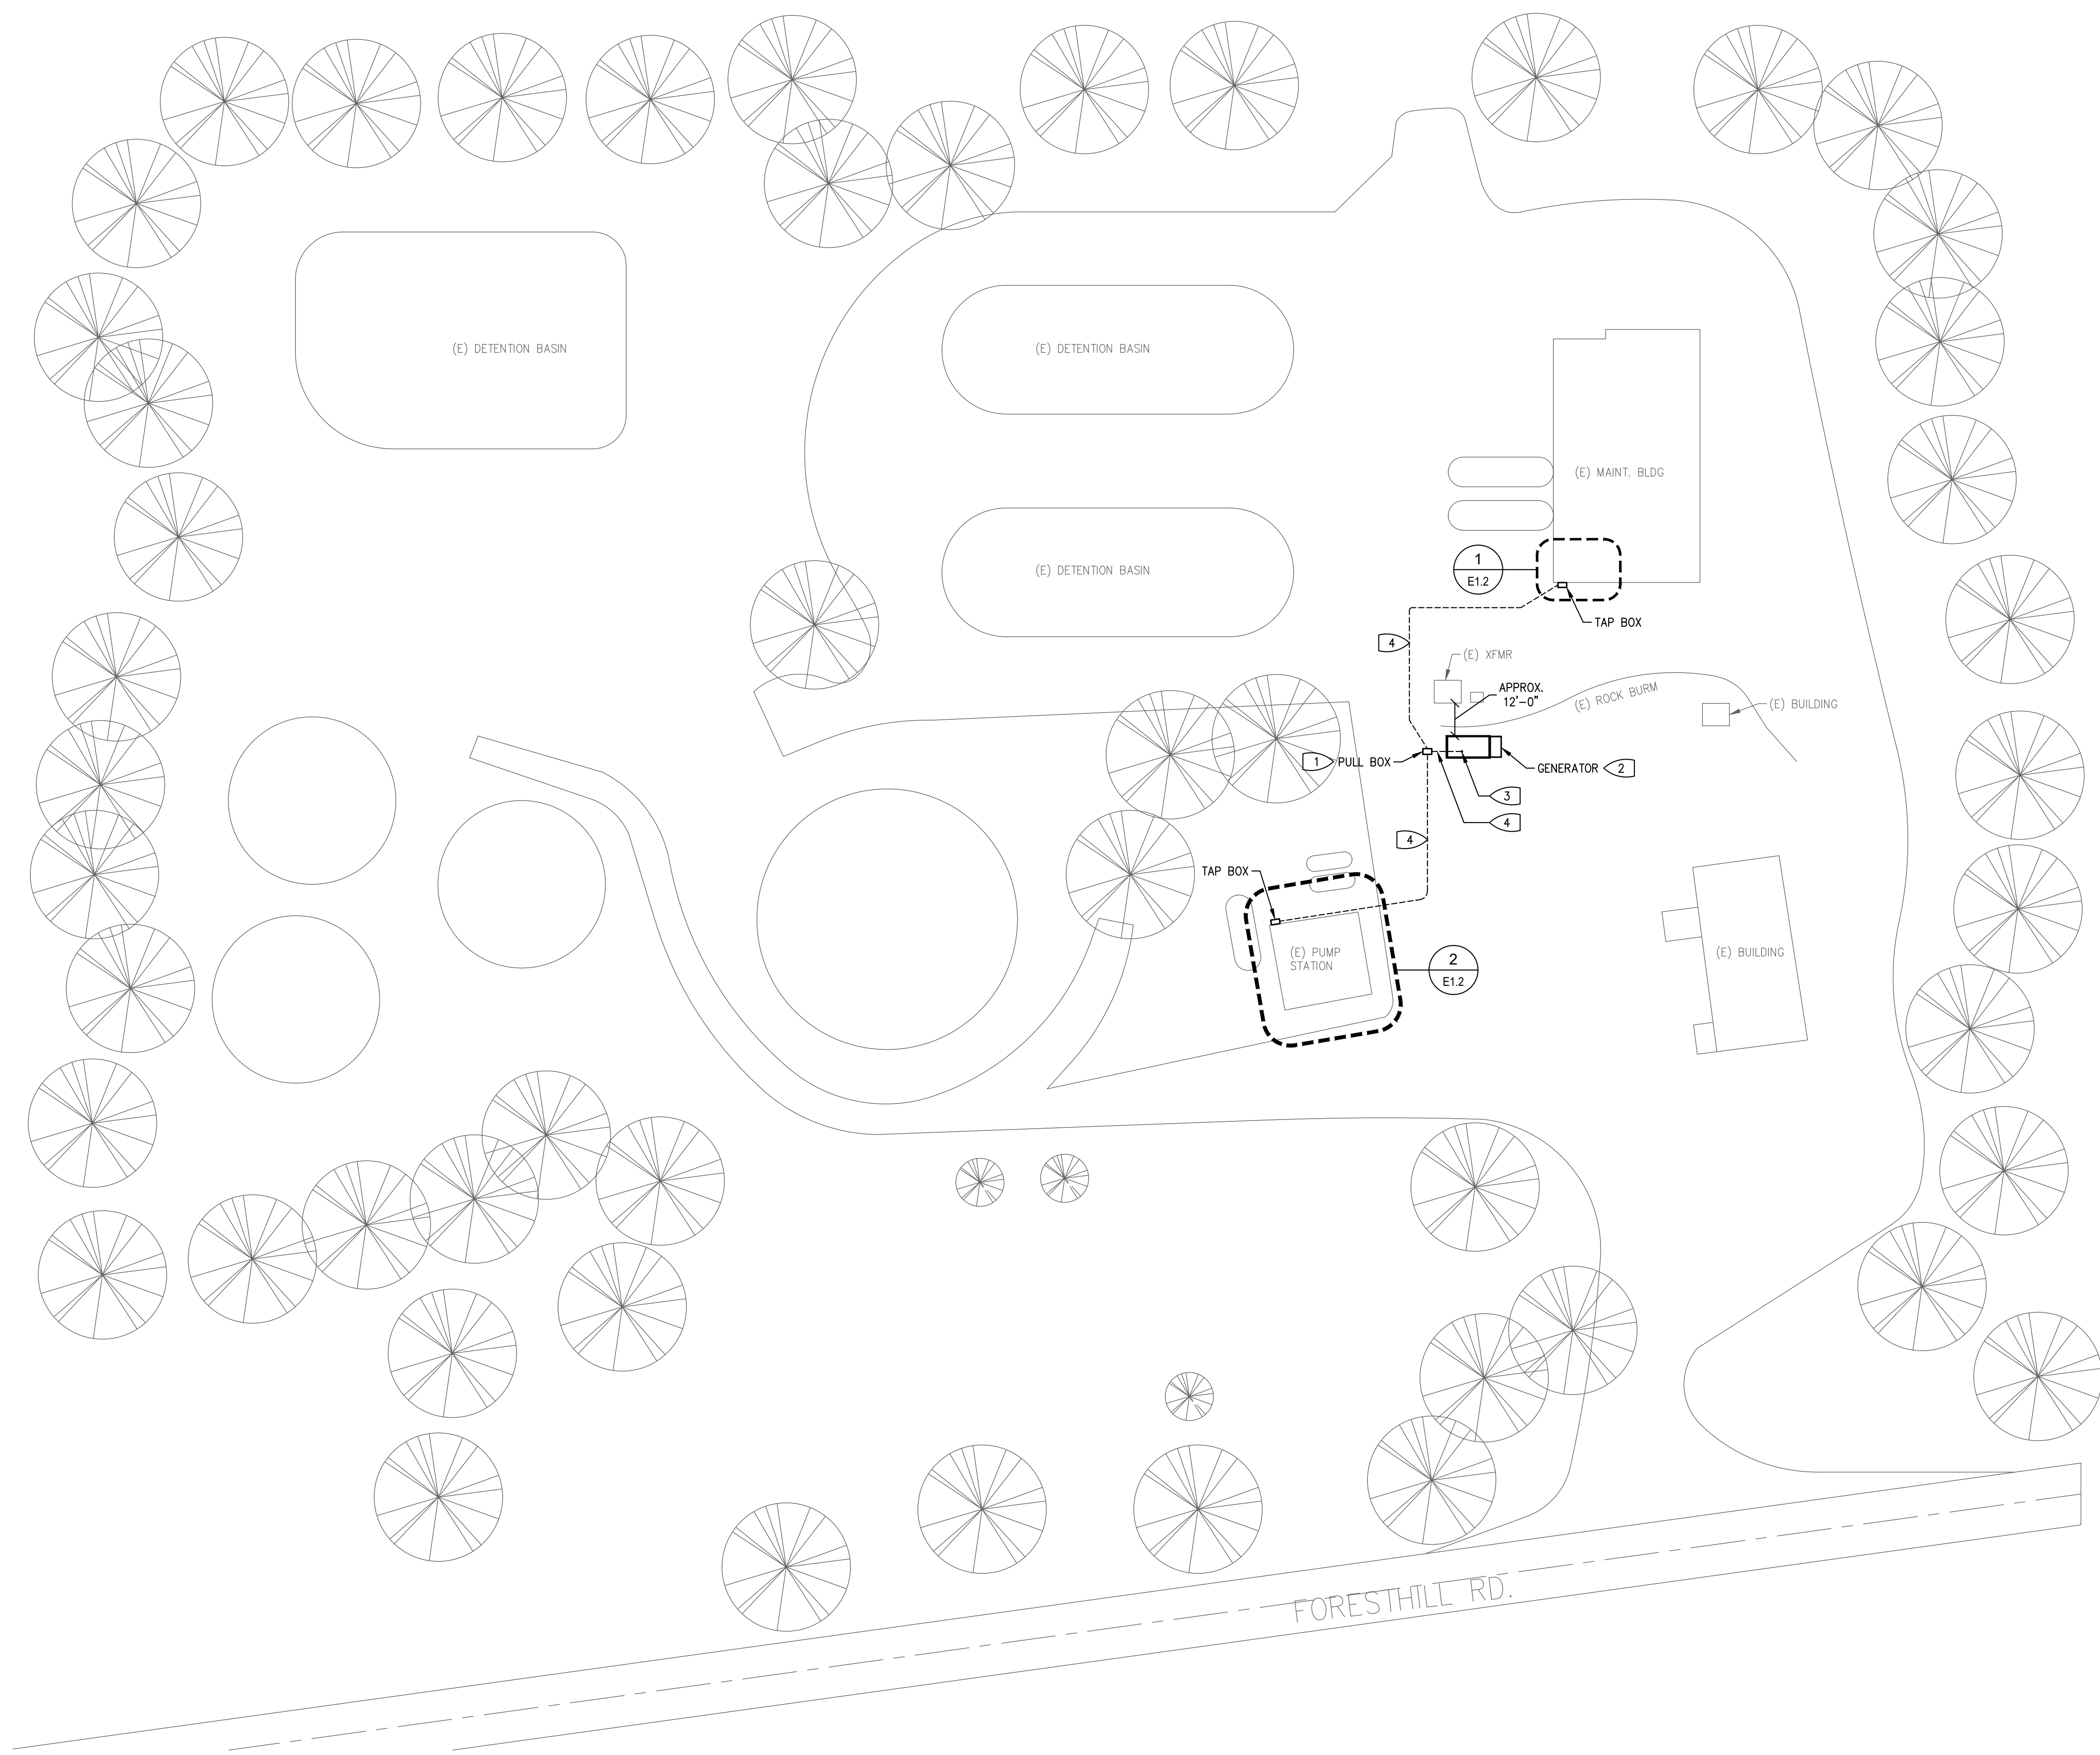 (E) DETENTION BASIN
(E) DETENTION BASIN
(E) MAINT. BLDG
1
E1.2
(E) DETENTION BASIN
TAP BOX
4
(E) XFMR
APPROX.
12'-0"
(E) ROCK BURM
(E) BUILDING
1
PULL BOX
GENERATOR
2
3
4
4
TAP BOX
(E) PUMP
STATION
2
E1.2
(E) BUILDING
FORESTHILL RD.